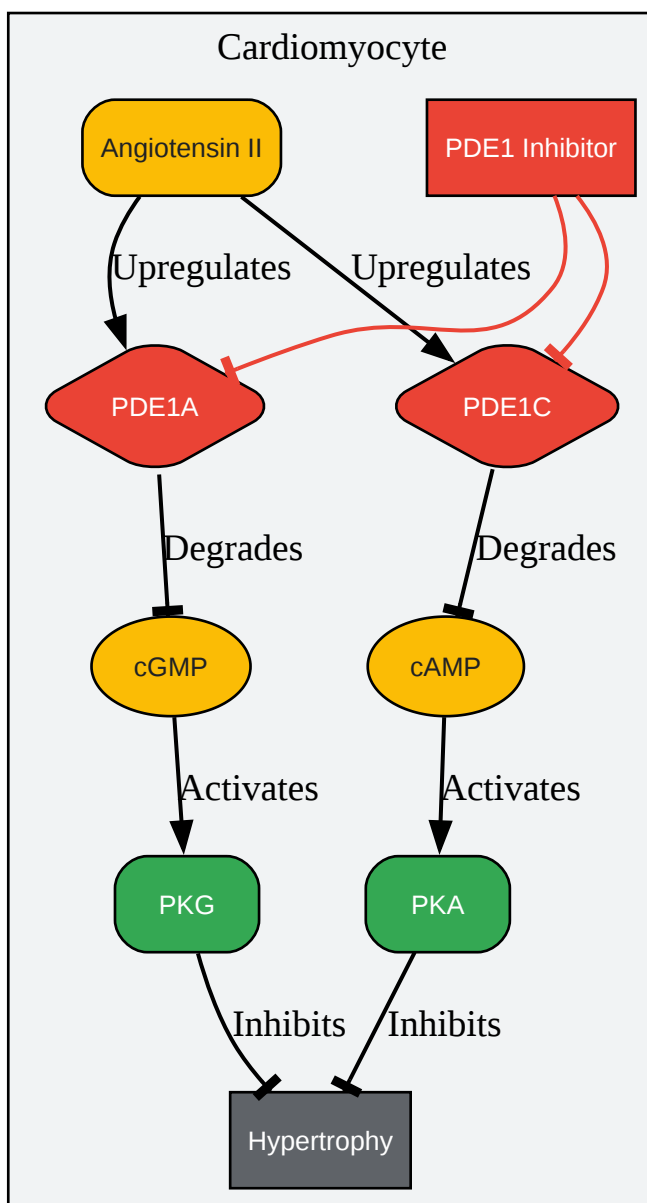 Cardiomyocyte
Angiotensin II
PDE1 Inhibitor
Upregulates
Upregulates
PDE1A
PDE1C
Degrades
Degrades
cGMP
cAMP
Activates
Activates
PKG
PKA
Inhibits
Inhibits
Hypertrophy